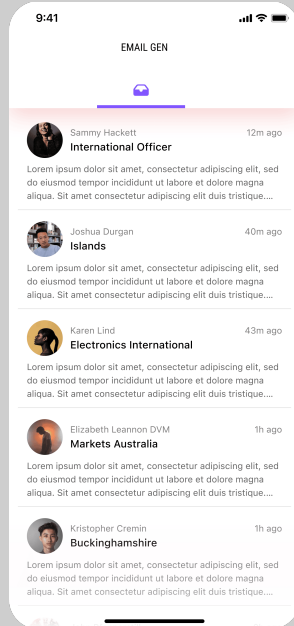 9:41
EMAIL GEN
Sammy Hackett 12m ago
International Officer
Lorem ipsum dolor sit amet, consectetur adipiscing elit, sed
do eiusmod tempor incididunt ut labore et dolore magna
aliqua. Sit amet consectetur adipiscing elit duis tristique....
Joshua Durgan 40m ago
Islands
Lorem ipsum dolor sit amet, consectetur adipiscing elit, sed
do eiusmod tempor incididunt ut labore et dolore magna
aliqua. Sit amet consectetur adipiscing elit duis tristique....
Karen Lind 43m ago
Electronics International
Lorem ipsum dolor sit amet, consectetur adipiscing elit, sed
do eiusmod tempor incididunt ut labore et dolore magna
aliqua. Sit amet consectetur adipiscing elit duis tristique....
Elizabeth Leannon DVM 1h ago
Markets Australia
Lorem ipsum dolor sit amet, consectetur adipiscing elit, sed
do eiusmod tempor incididunt ut labore et dolore magna
aliqua. Sit amet consectetur adipiscing elit duis tristique....
Kristopher Cremin 1h ago
Buckinghamshire
Lorem ipsum dolor sit amet, consectetur adipiscing elit, sed
do eiusmod tempor incididunt ut labore et dolore magna
aliqua. Sit amet consectetur adipiscing elit duis tristique....